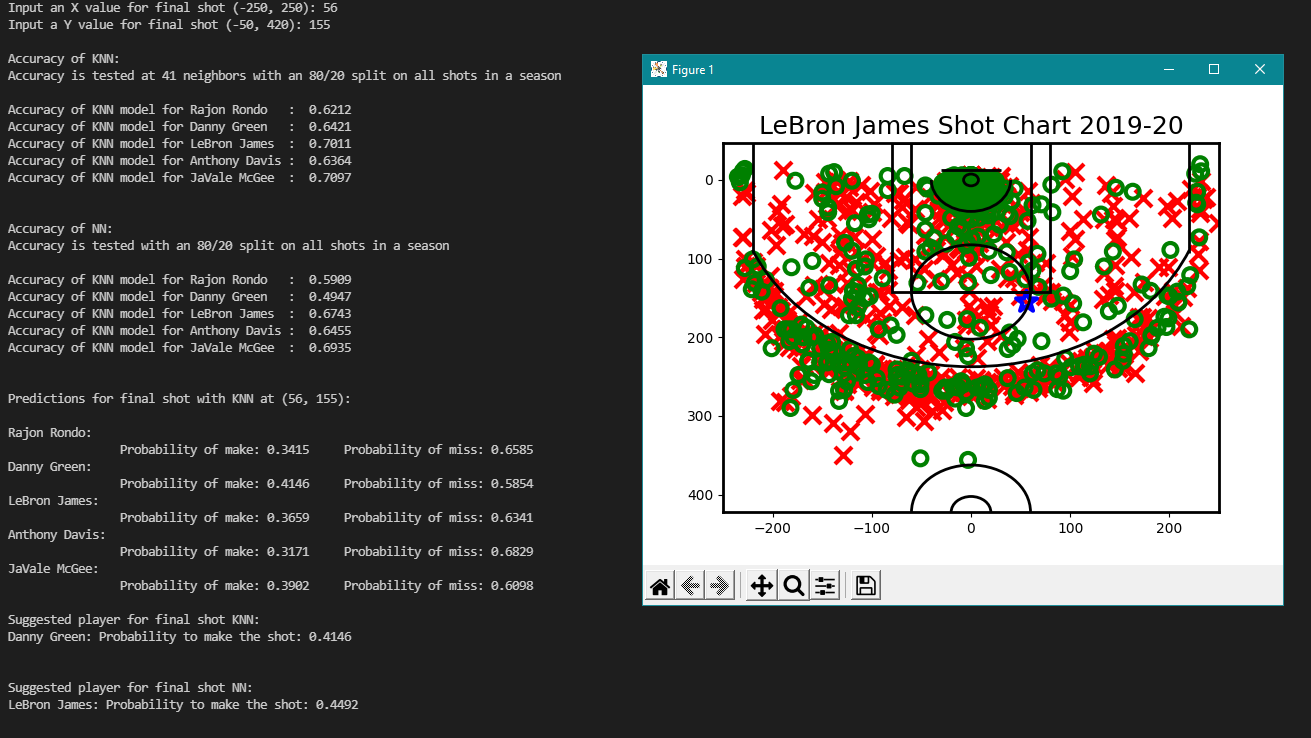 Input an X value for final shot (-250, 250): 56
Input a Y value for final shot (-50, 420): 155
Accuracy of KNN:
Accuracy is tested at 41 neighbors with an 80/20 split on all shots in a season
Accuracy of KNN model for Rajon Rondo   :  0.6212
Accuracy of KNN model for Danny Green   :  0.6421
Accuracy of KNN model for LeBron James  :  0.7011
Accuracy of KNN model for Anthony Davis :  0.6364
Accuracy of KNN model for JaVale McGee  :  0.7097
Accuracy of NN:
Accuracy is tested with an 80/20 split on all shots in a season
Accuracy of KNN model for Rajon Rondo   :  0.5909
Accuracy of KNN model for Danny Green   :  0.4947
Accuracy of KNN model for LeBron James  :  0.6743
Accuracy of KNN model for Anthony Davis :  0.6455
Accuracy of KNN model for JaVale McGee  :  0.6935
Predictions for final shot with KNN at (56, 155):
Rajon Rondo:
Probability of make: 0.3415     Probability of miss: 0.6585
Danny Green:
Probability of make: 0.4146     Probability of miss: 0.5854
LeBron James:
Probability of make: 0.3659     Probability of miss: 0.6341
Anthony Davis:
Probability of make: 0.3171     Probability of miss: 0.6829
JaVale McGee:
Probability of make: 0.3902     Probability of miss: 0.6098
Suggested player for final shot KNN:
Danny Green: Probability to make the shot: 0.4146
Suggested player for final shot NN:
LeBron James: Probability to make the shot: 0.4492
Figure 1
LeBron James Shot Chart 2019-20
0
100
200
300
400
−200 −100 0 100 200